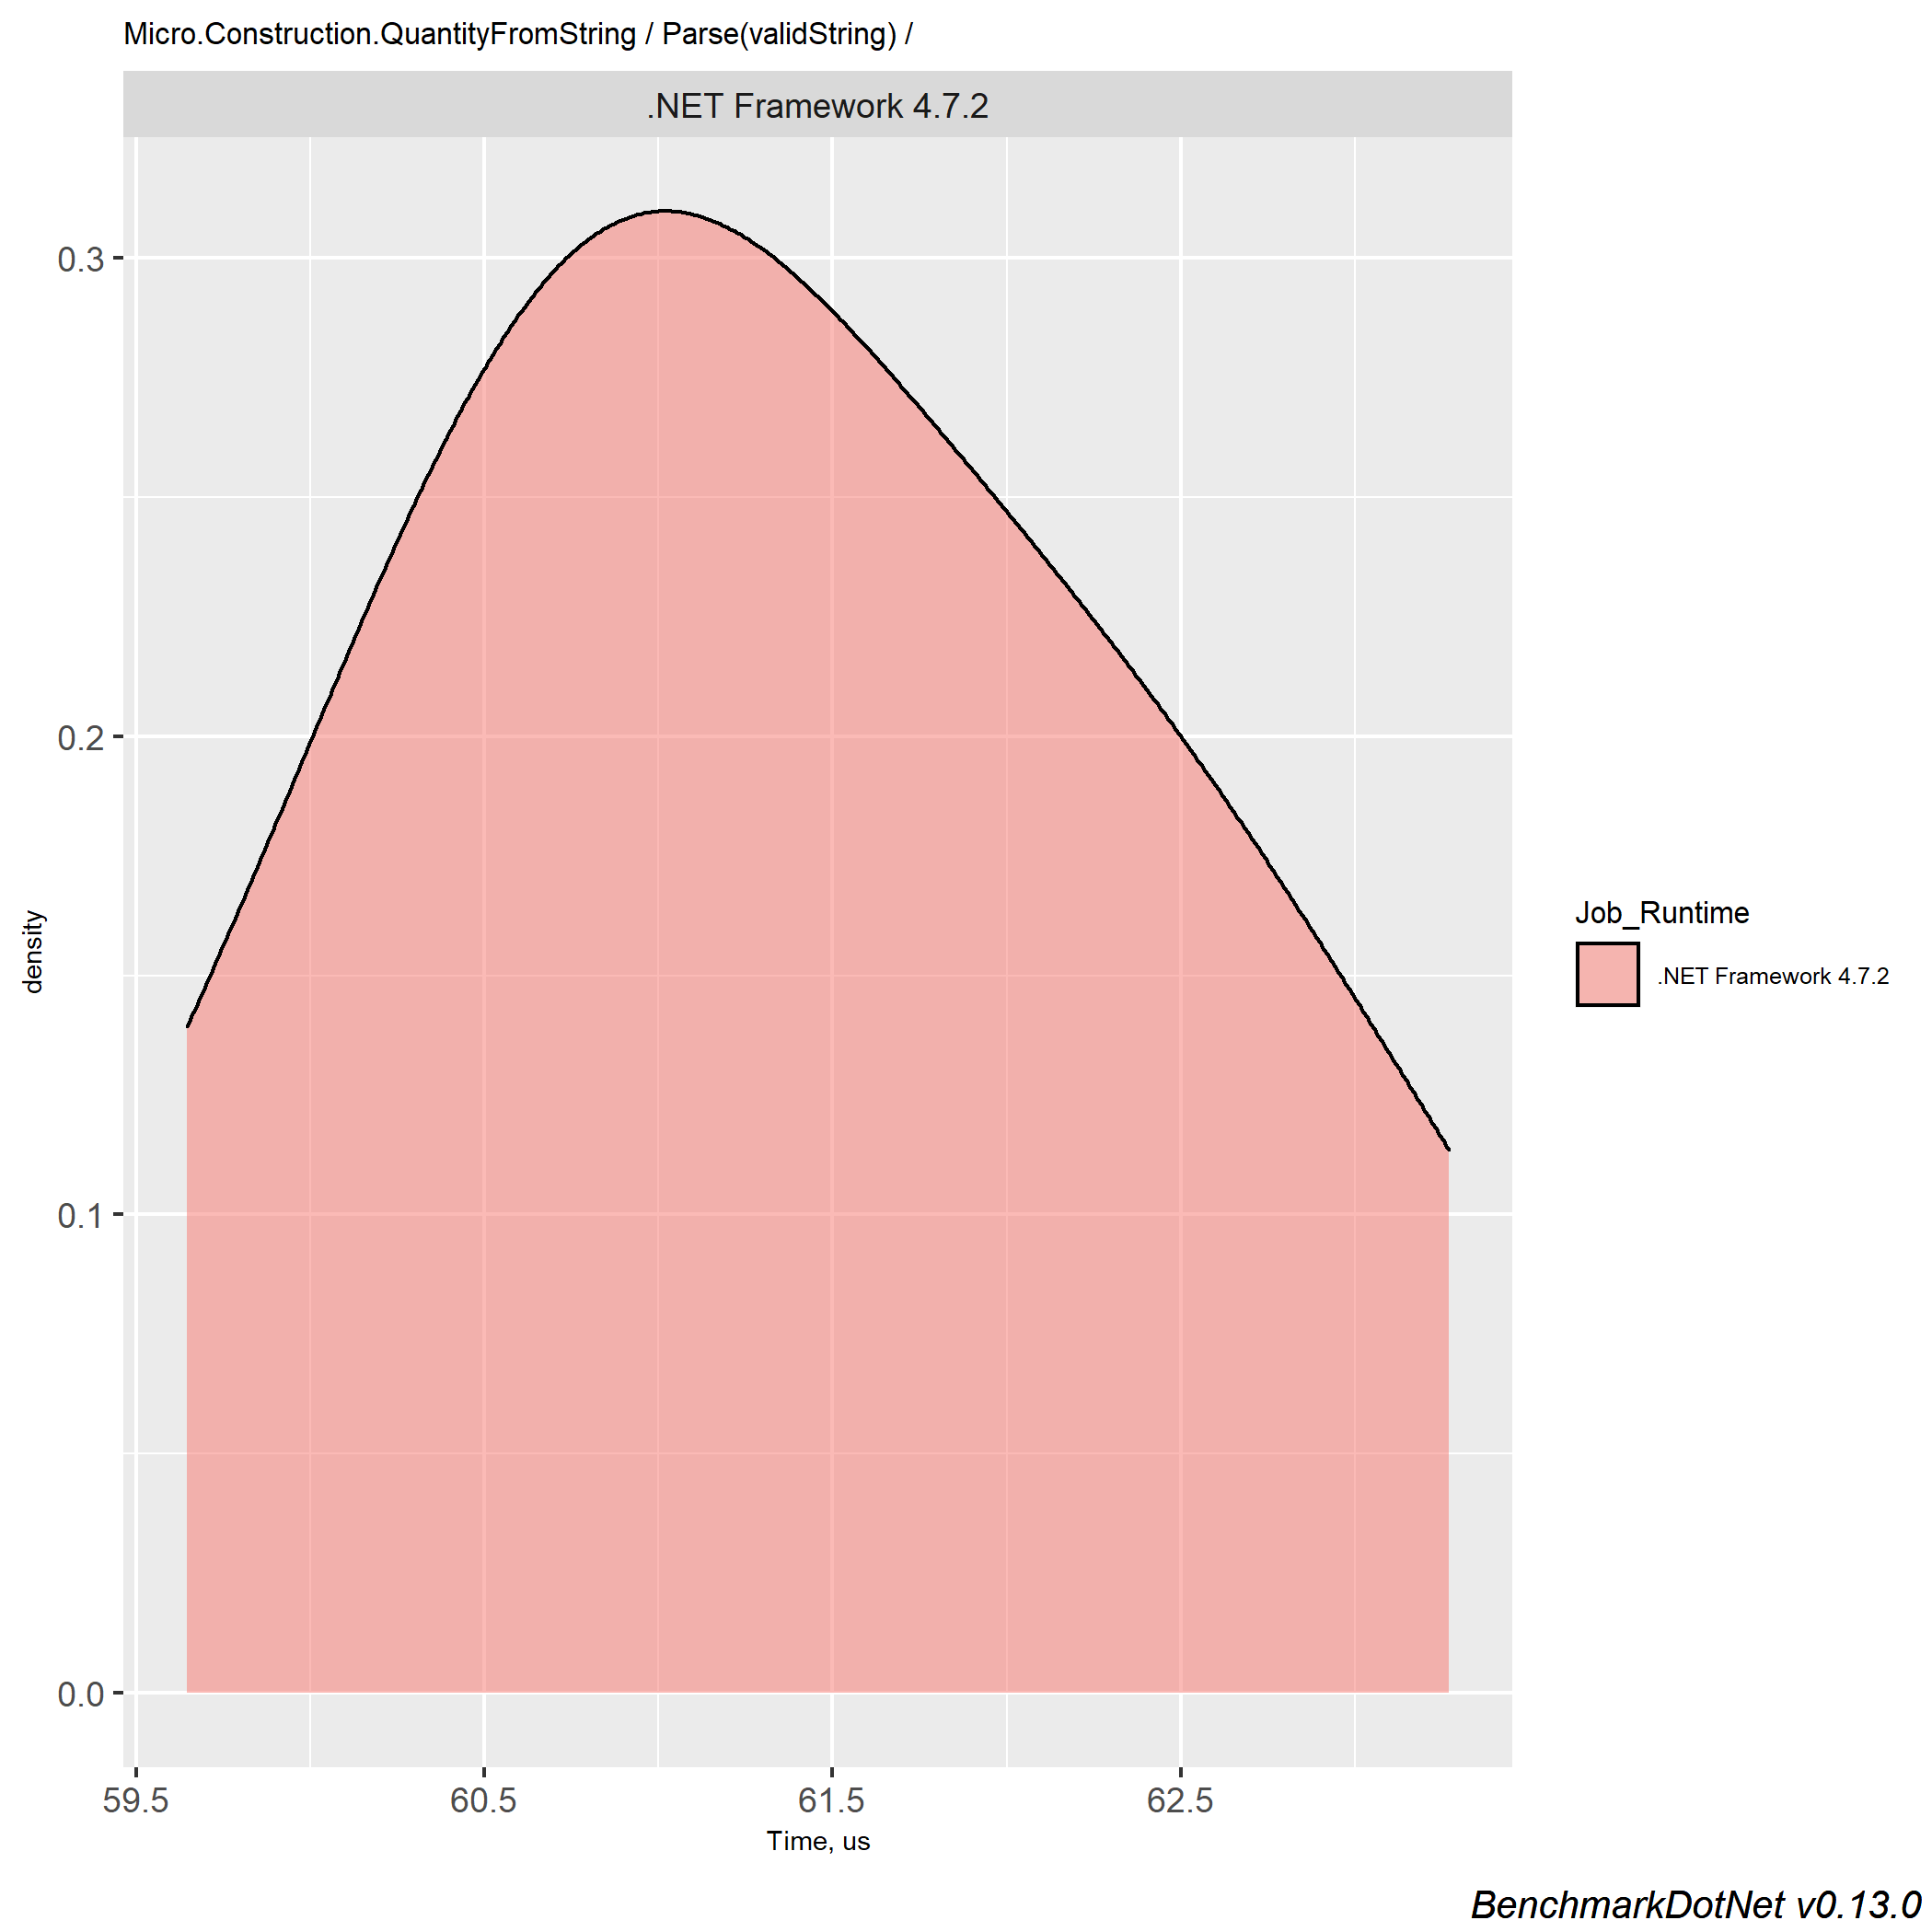 Micro.Construction.QuantityFromString / Parse(validString) /
.NET Framework 4.7.2
0.3
0.2
0.1
0.0
density
59.5 60.5 61.5 62.5
Time, us
Job_Runtime
.NET Framework 4.7.2
BenchmarkDotNet v0.13.0